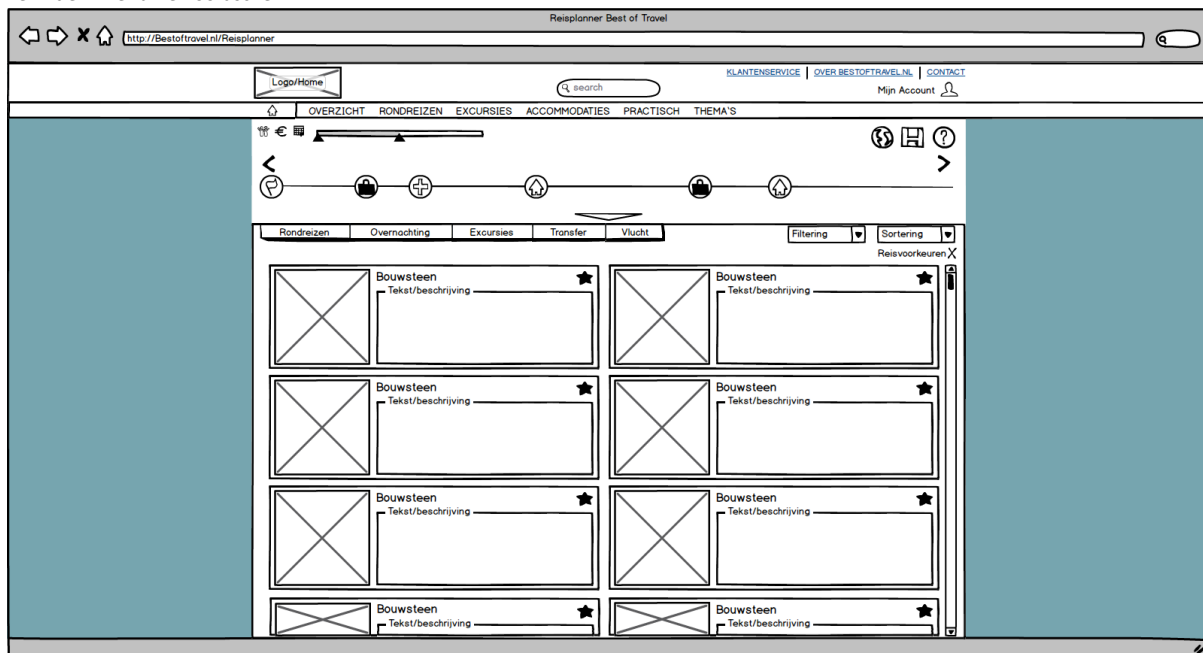 Reisplanner Best of Travel
http://Bestoftravel.nl/Reisplanner
Logo/Home
search
KLANTENSERVICE
OVER BESTOFTRAVEL.NL
CONTACT
Mijn Account
OVERZICHT RONDREIZEN EXCURSIES ACCOMMODATIES PRACTISCH THEMA'S
Rondreizen Overnachting Excursies Transfer Vlucht
Filtering
Sortering
Reisvoorkeuren X
Bouwsteen
Tekst/beschrijving
Bouwsteen
Tekst/beschrijving
Bouwsteen
Tekst/beschrijving
Bouwsteen
Tekst/beschrijving
Bouwsteen
Tekst/beschrijving
Bouwsteen
Tekst/beschrijving
Bouwsteen
Tekst/beschrijving
Bouwsteen
Tekst/beschrijving